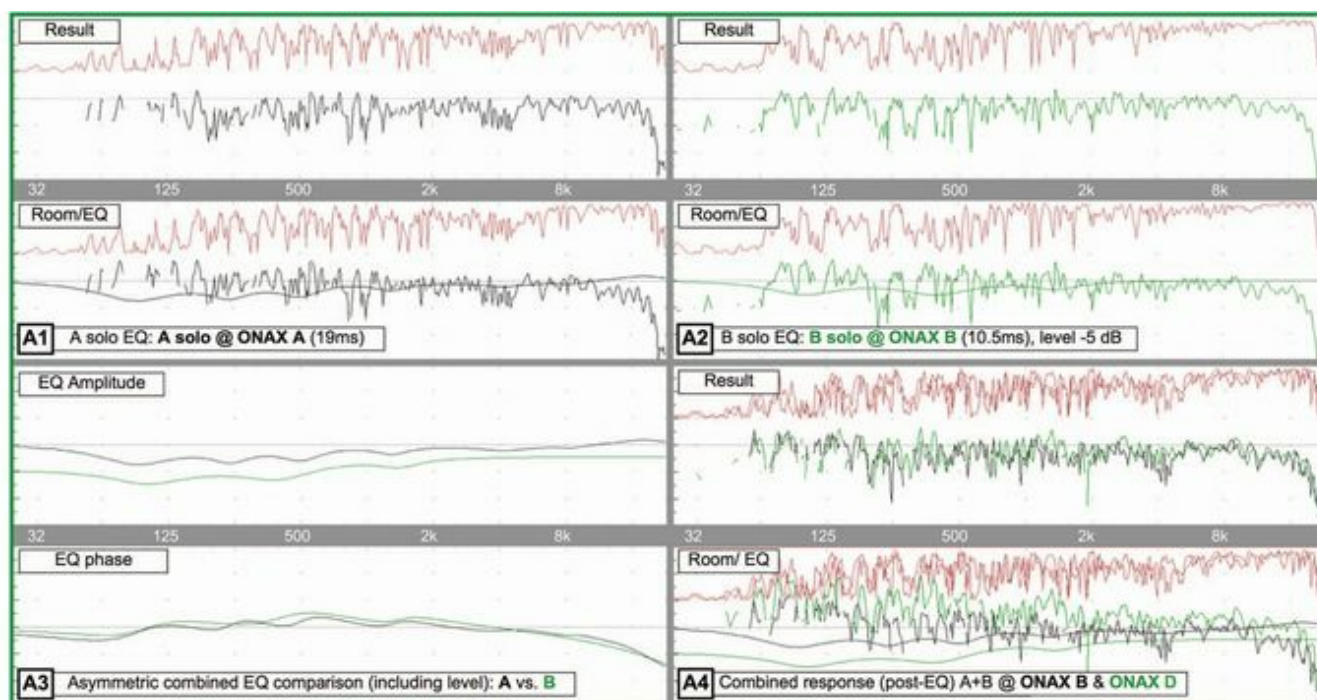 Result
Result
32 125 500 2k 8k
32 125 500 2k 8k
Room/EQ
Room/EQ
A1 A solo EQ: A solo @ ONAX A (19ms)
A2 B solo EQ: B solo @ ONAX B (10.5ms), level -5 dB
EQ Amplitude
Result
32 125 500 2k 8k
32 125 500 2k 8k
EQ phase
Room/ EQ
A3 Asymmetric combined EQ comparison (including level): A vs. B
A4 Combined response (post-EQ) A+B @ ONAX B & ONAX D